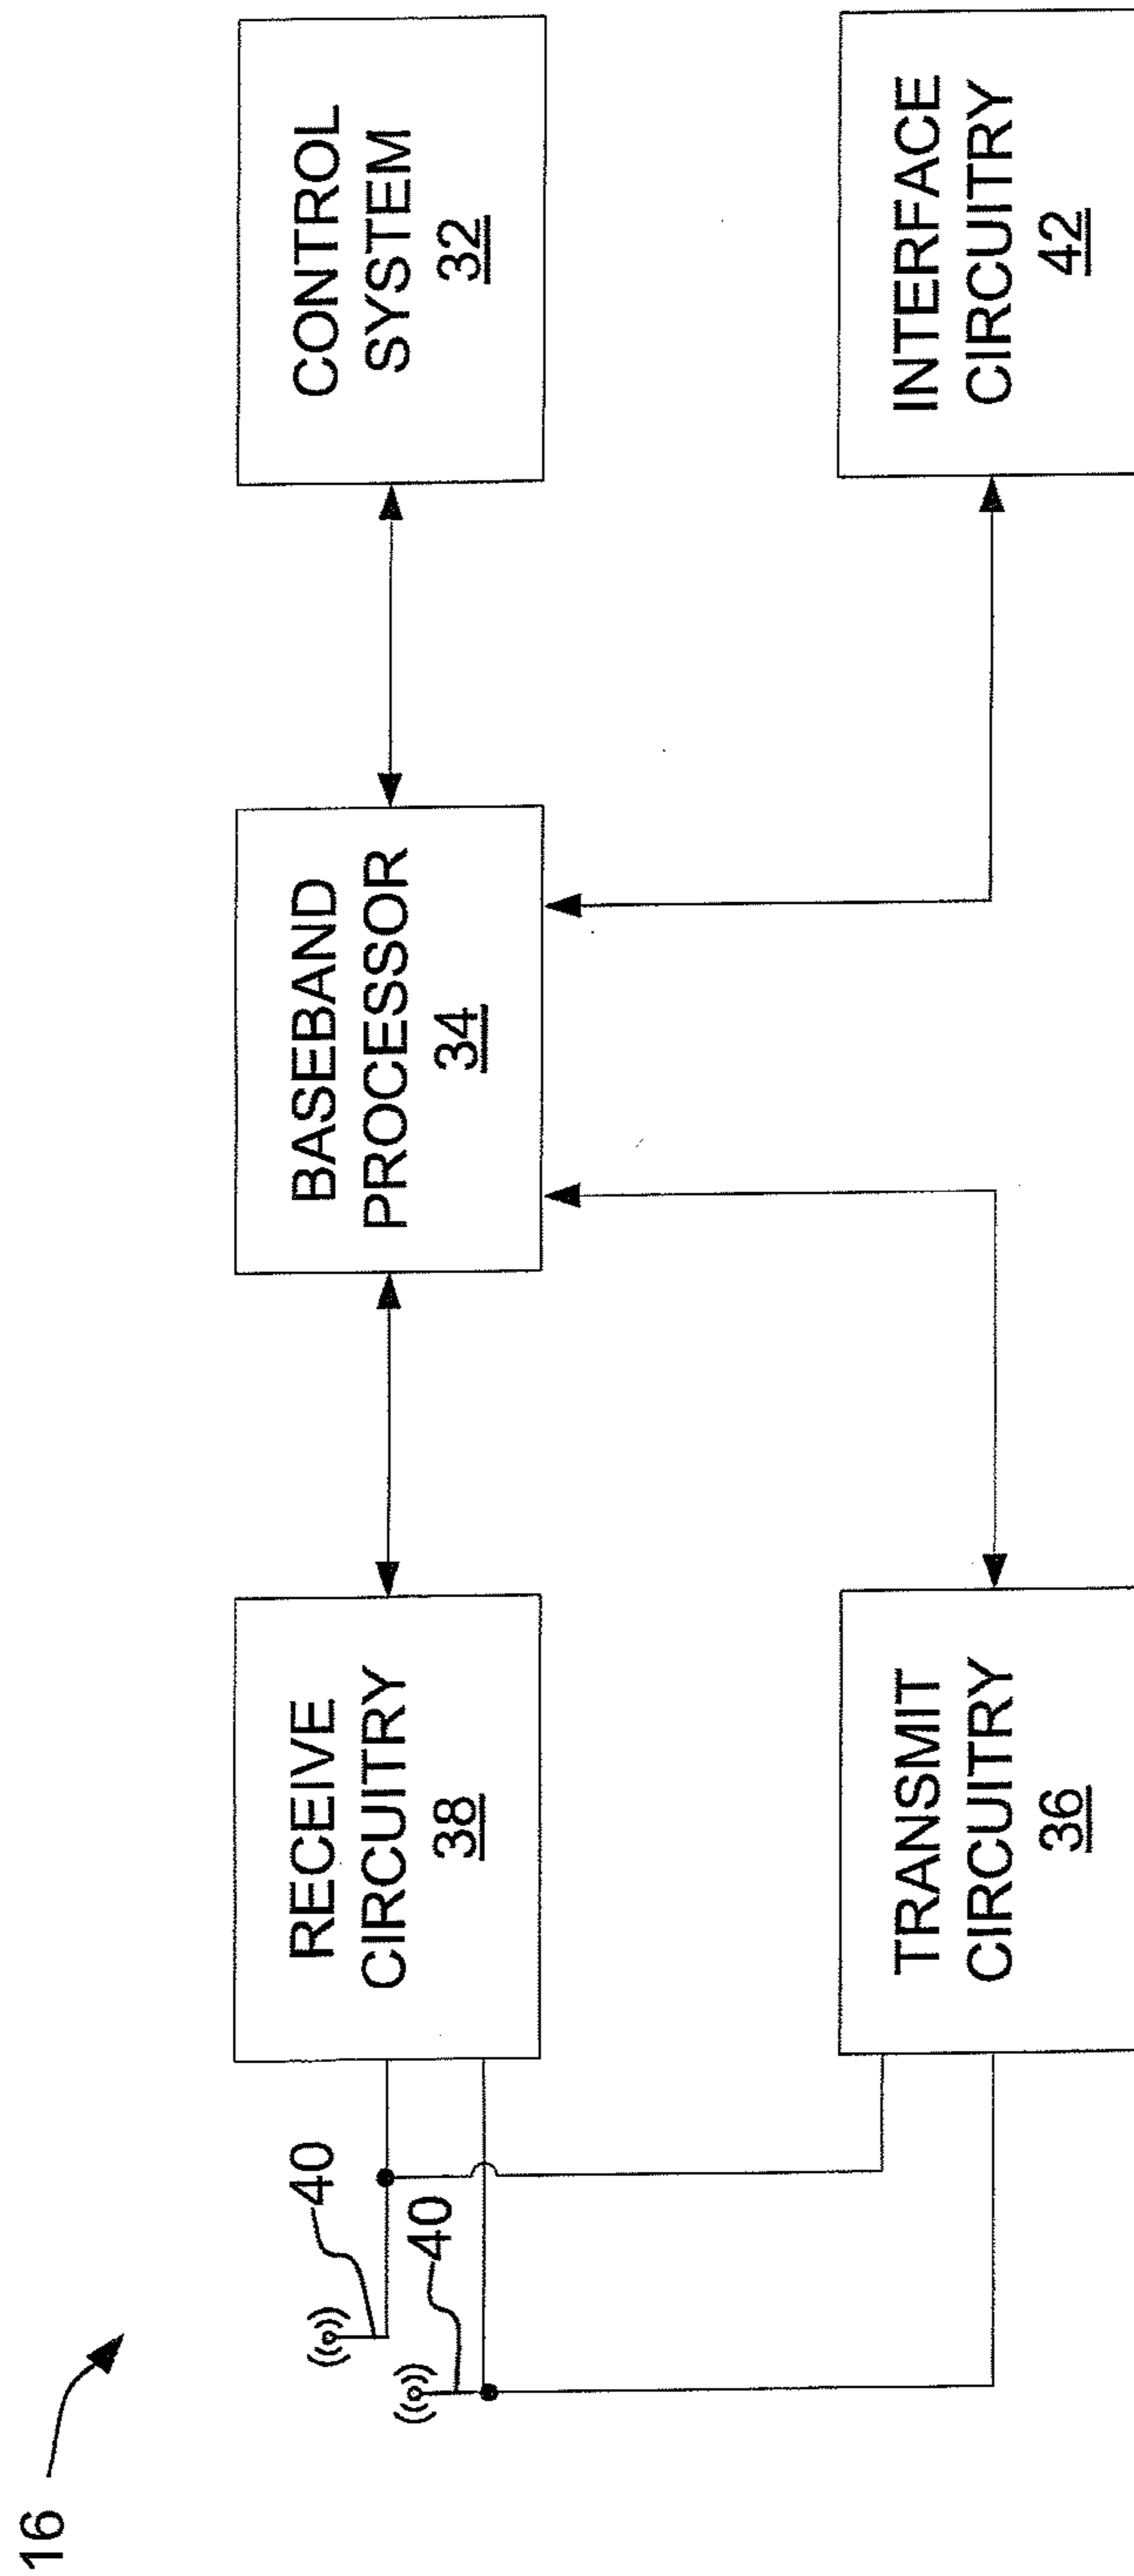 16
40
40
RECEIVE
CIRCUITRY
38
BASEBAND
PROCESSOR
34
CONTROL
SYSTEM
32
TRANSMIT
CIRCUITRY
36
INTERFACE
CIRCUITRY
42